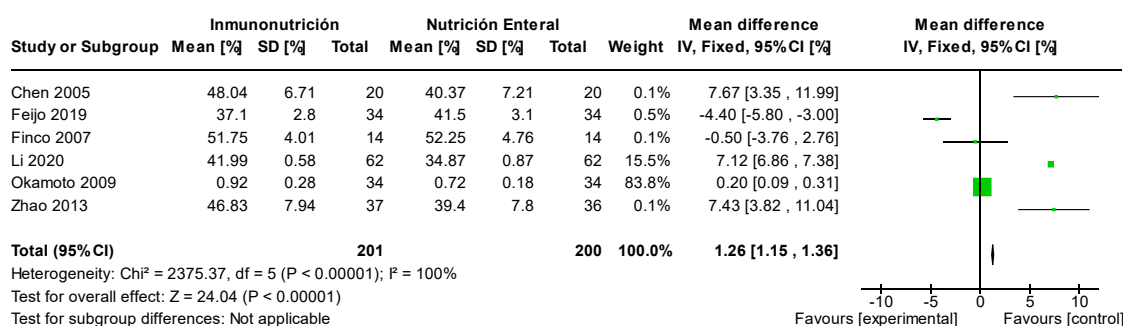 Inmunonutrición Nutrición Enteral Mean difference Mean difference
Study or Subgroup Mean [%] SD [%] Total Mean [%] SD [%] Total Weight IV, Fixed, 95%CI [%] IV, Fixed, 95%CI [%]
Chen 2005 48.04 6.71 20 40.37 7.21 20 0.1% 7.67 [3.35 , 11.99]
Feijo 2019 37.1 2.8 34 41.5 3.1 34 0.5% -4.40 [-5.80 , -3.00]
Finco 2007 51.75 4.01 14 52.25 4.76 14 0.1% -0.50 [-3.76 , 2.76]
Li 2020 41.99 0.58 62 34.87 0.87 62 15.5% 7.12 [6.86 , 7.38]
Okamoto 2009 0.92 0.28 34 0.72 0.18 34 83.8% 0.20 [0.09 , 0.31]
Zhao 2013 46.83 7.94 37 39.4 7.8 36 0.1% 7.43 [3.82 , 11.04]
Total (95%CI) 201 200 100.0% 1.26 [1.15 , 1.36]
Heterogeneity: Chi² = 2375.37, df = 5 (P < 0.00001); I² = 100%
Test for overall effect: Z = 24.04 (P < 0.00001)
-10 -5 0 5 10
Test for subgroup differences: Not applicable
Favours [experimental] Favours [control]